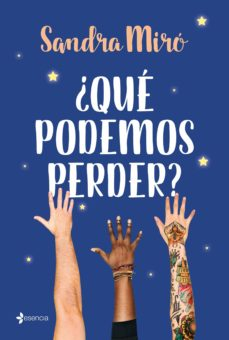 Sandra Miró
¿QUÉ
PODEMOS
PERDER?
esencia